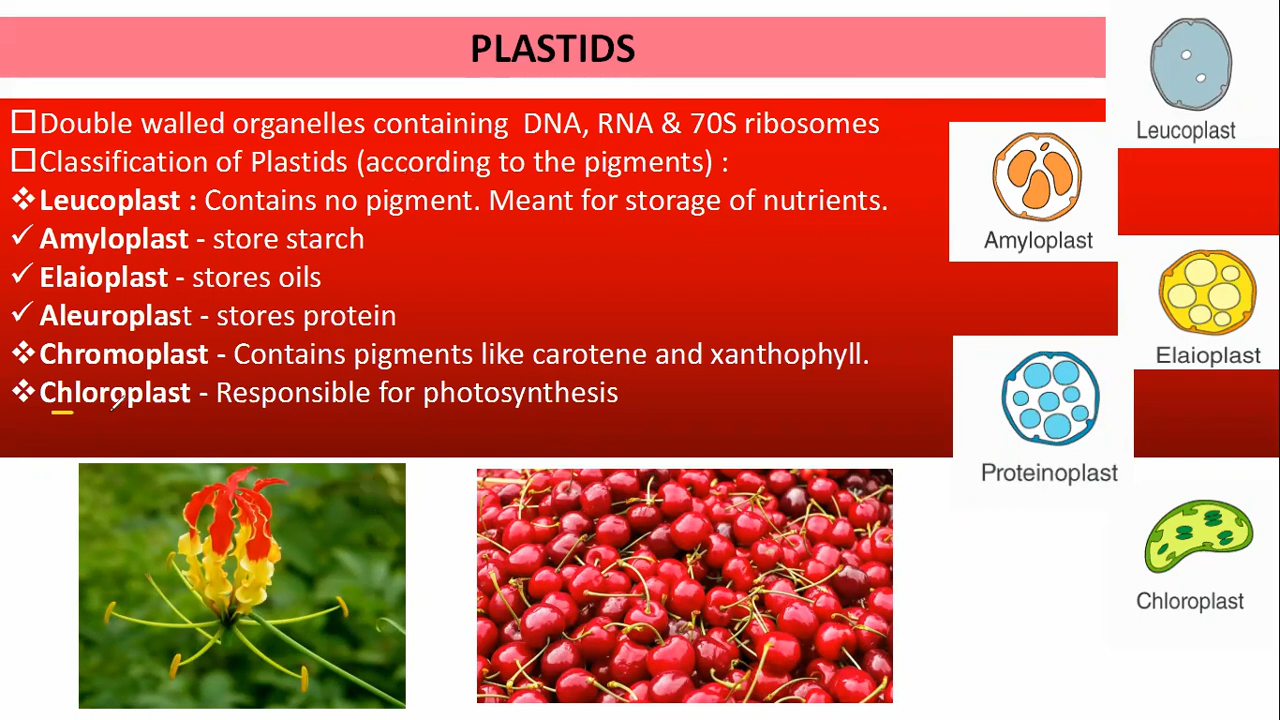 PLASTIDS
Double walled organelles containing DNA, RNA & 70S ribosomes
Classification of Plastids (according to the pigments) :
Leucoplast : Contains no pigment. Meant for storage of nutrients.
Amyloplast - store starch
Elaioplast - stores oils
Aleuroplast - stores protein
Chromoplast - Contains pigments like carotene and xanthophyll.
Chloroplast - Responsible for photosynthesis
Leucoplast
Amyloplast
Elaioplast
Proteinoplast
Chloroplast